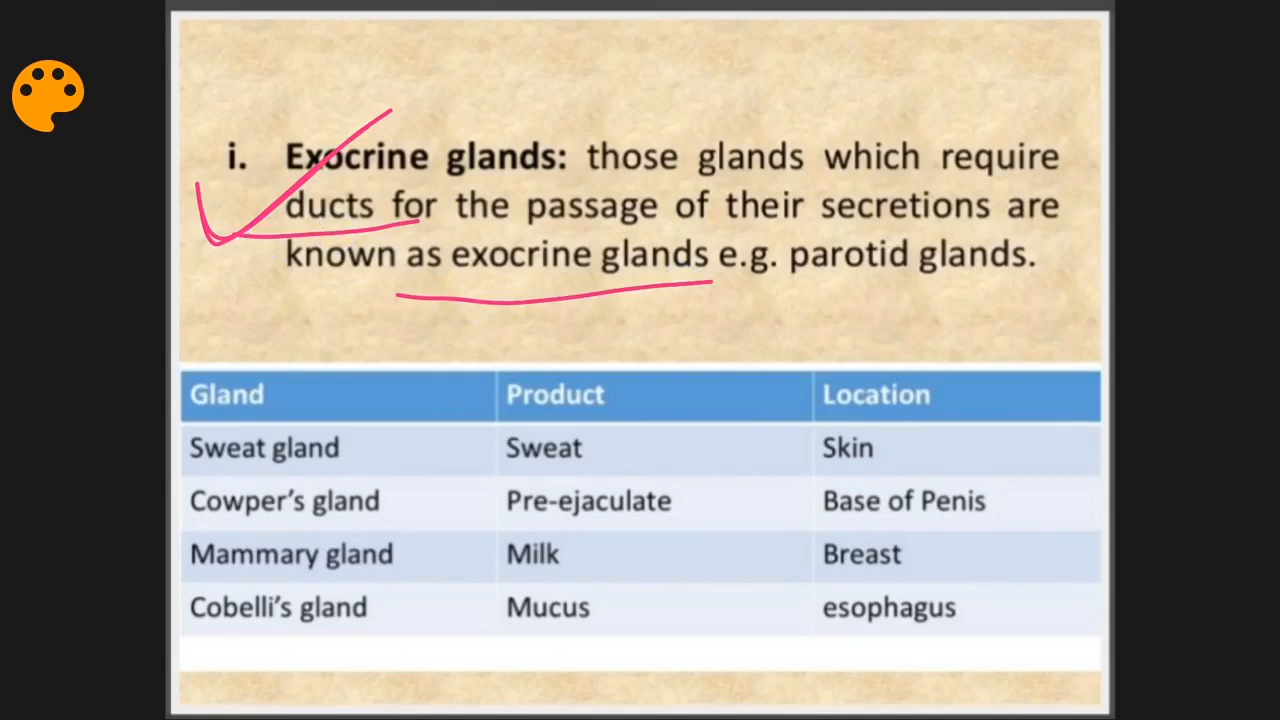 i. Exocrine glands: those glands which require
ducts for the passage of their secretions are
known as exocrine glands e.g. parotid glands.
Gland Product Location
Sweat gland Sweat Skin
Cowper’s gland Pre-ejaculate Base of Penis
Mammary gland Milk Breast
Cobelli’s gland Mucus esophagus